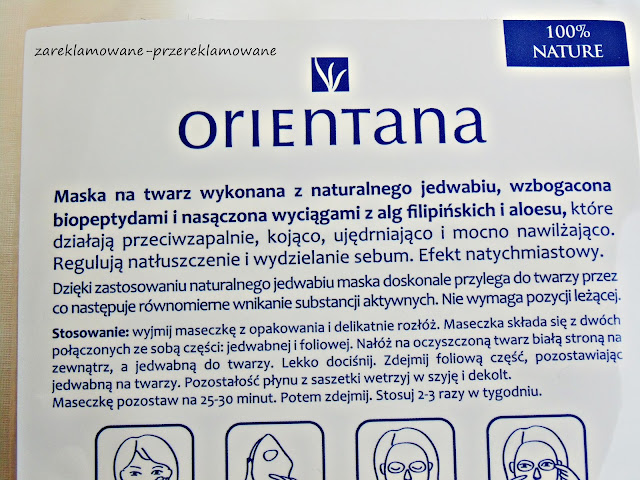 zareklamowane-przereklamowane
100%
NATURE
ORIENTANA
Maska na twarz wykonana z naturalnego jedwabiu, wzbogacona
biopeptydami i nasączona wyciągami z alg filipińskich i aloesu, które
działają przeciwzapalnie, kojąco, ujędrniająco i mocno nawilżająco.
Regulują natłuszczenie i wydzielanie sebum. Efekt natychmiastowy.
Dzięki zastosowaniu naturalnego jedwabiu maska doskonale przylega do twarzy przez
co następuje równomierne wnikanie substancji aktywnych. Nie wymaga pozycji leżącej.
Stosowanie: wyjmij maseczkę z opakowania i delikatnie rozłóż. Maseczka składa się z dwóch
połączonych ze sobą części: jedwabnej i foliowej. Nałóż na oczyszczoną twarz białą stroną na
zewnątrz, a jedwabną do twarzy. Lekko dociśnij. Zdejmij foliową część, pozostawiając
jedwabną na twarzy. Pozostałość płynu z saszetki wetrzyj w szyję i dekolt.
Maseczkę pozostaw na 25-30 minut. Potem zdejmij. Stosuj 2-3 razy w tygodniu.